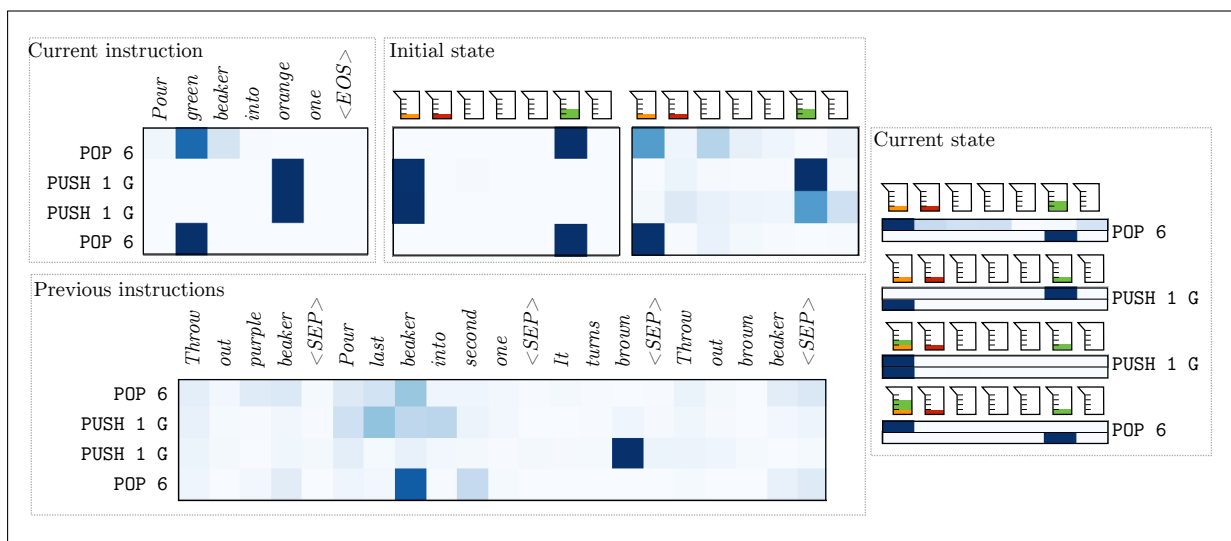 Current instruction
Pour green beaker into orange one <EOS>
POP 6
PUSH 1 G
PUSH 1 G
POP 6
Initial state
Current state
POP 6
PUSH 1 G
PUSH 1 G
POP 6
Previous instructions
Throw out purple beaker <SEP> Pour last beaker into second one <SEP> It turns brown <SEP> Throw out brown beaker <SEP>
POP 6
PUSH 1 G
PUSH 1 G
POP 6